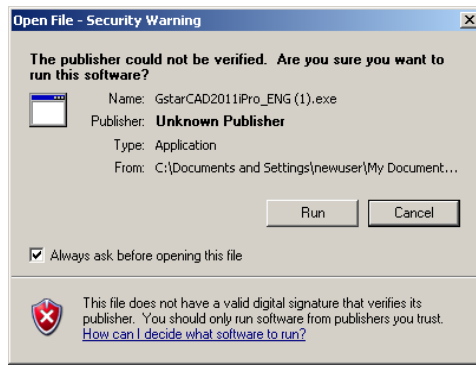 Open File - Security Warning
The publisher could not be verified. Are you sure you want to
run this software?
Name: GstarCAD2011iPro_ENG (1).exe
Publisher: Unknown Publisher
Type: Application
From: C:\Documents and Settings\newuser\My Document...
Run
Cancel
Always ask before opening this file
This file does not have a valid digital signature that verifies its
publisher. You should only run software from publishers you trust.
How can I decide what software to run?